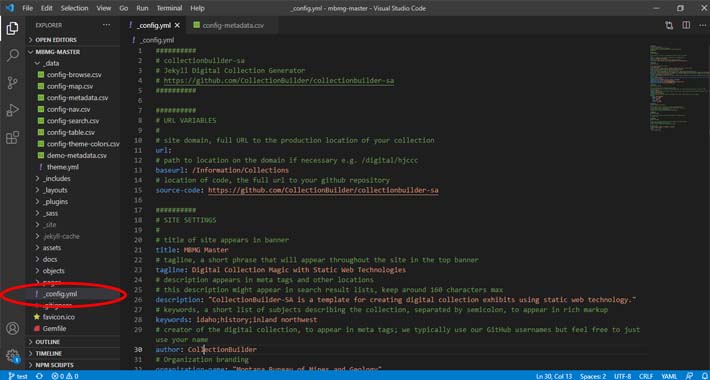 File Edit Selection View Go Run Terminal Help
_config.yml - mbmg-master - Visual Studio Code
EXPLORER
OPEN EDITORS
MBMG-MASTER
_data
config-browse.csv
config-map.csv
config-metadata.csv
config-nav.csv
config-search.csv
config-table.csv
config-theme-colors.csv
demo-metadata.csv
theme.yml
_includes
_layouts
_plugins
_sass
_site
.jekyll-cache
assets
docs
objects
pages
_config.yml
.gitignore
favicon.ico
Gemfile
OUTLINE
TIMELINE
NPM SCRIPTS
_config.yml
config-metadata.csv
_config.yml
1 ##########
2 # collectionbuilder-sa
3 # Jekyll Digital Collection Generator
4 # https://github.com/CollectionBuilder/collectionbuilder-sa
5 ##########
6
7 ##########
8 # URL VARIABLES
9 #
10 # site domain, full URL to the production location of your collection
11 url:
12 # path to location on the domain if necessary e.g. /digital/hjccc
13 baseurl: /Information/Collections
14 # location of code, the full url to your github repository
15 source-code: https://github.com/CollectionBuilder/collectionbuilder-sa
16
17 ##########
18 # SITE SETTINGS
19 #
20 # title of site appears in banner
21 title: MBMG Master
22 # tagline, a short phrase that will appear throughout the site in the top banner
23 tagline: Digital Collection Magic with Static Web Technologies
24 # description appears in meta tags and other locations
25 # this description might appear in search result lists, keep around 160 characters max
26 description: "CollectionBuilder-SA is a template for creating digital collection exhibits using static web technology."
27 # keywords, a short list of subjects describing the collection, separated by semicolon, to appear in rich markup
28 keywords: idaho;history;inland northwest
29 # creator of the digital collection, to appear in meta tags; we typically use our GitHub usernames but feel free to just
use your name
30 author: CollectionBuilder
31 # Organization branding
32 organization-name: "Montana Bureau of Mines and Geology"
test
0 0
Ln 30, Col 13 Spaces: 2 UTF-8 CRLF YAML